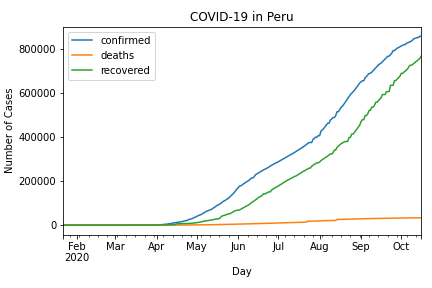 COVID-19 in Peru
confirmed
deaths
recovered
Number of Cases
800000
600000
400000
200000
0
Feb Mar Apr May Jun Jul Aug Sep Oct
2020
Day